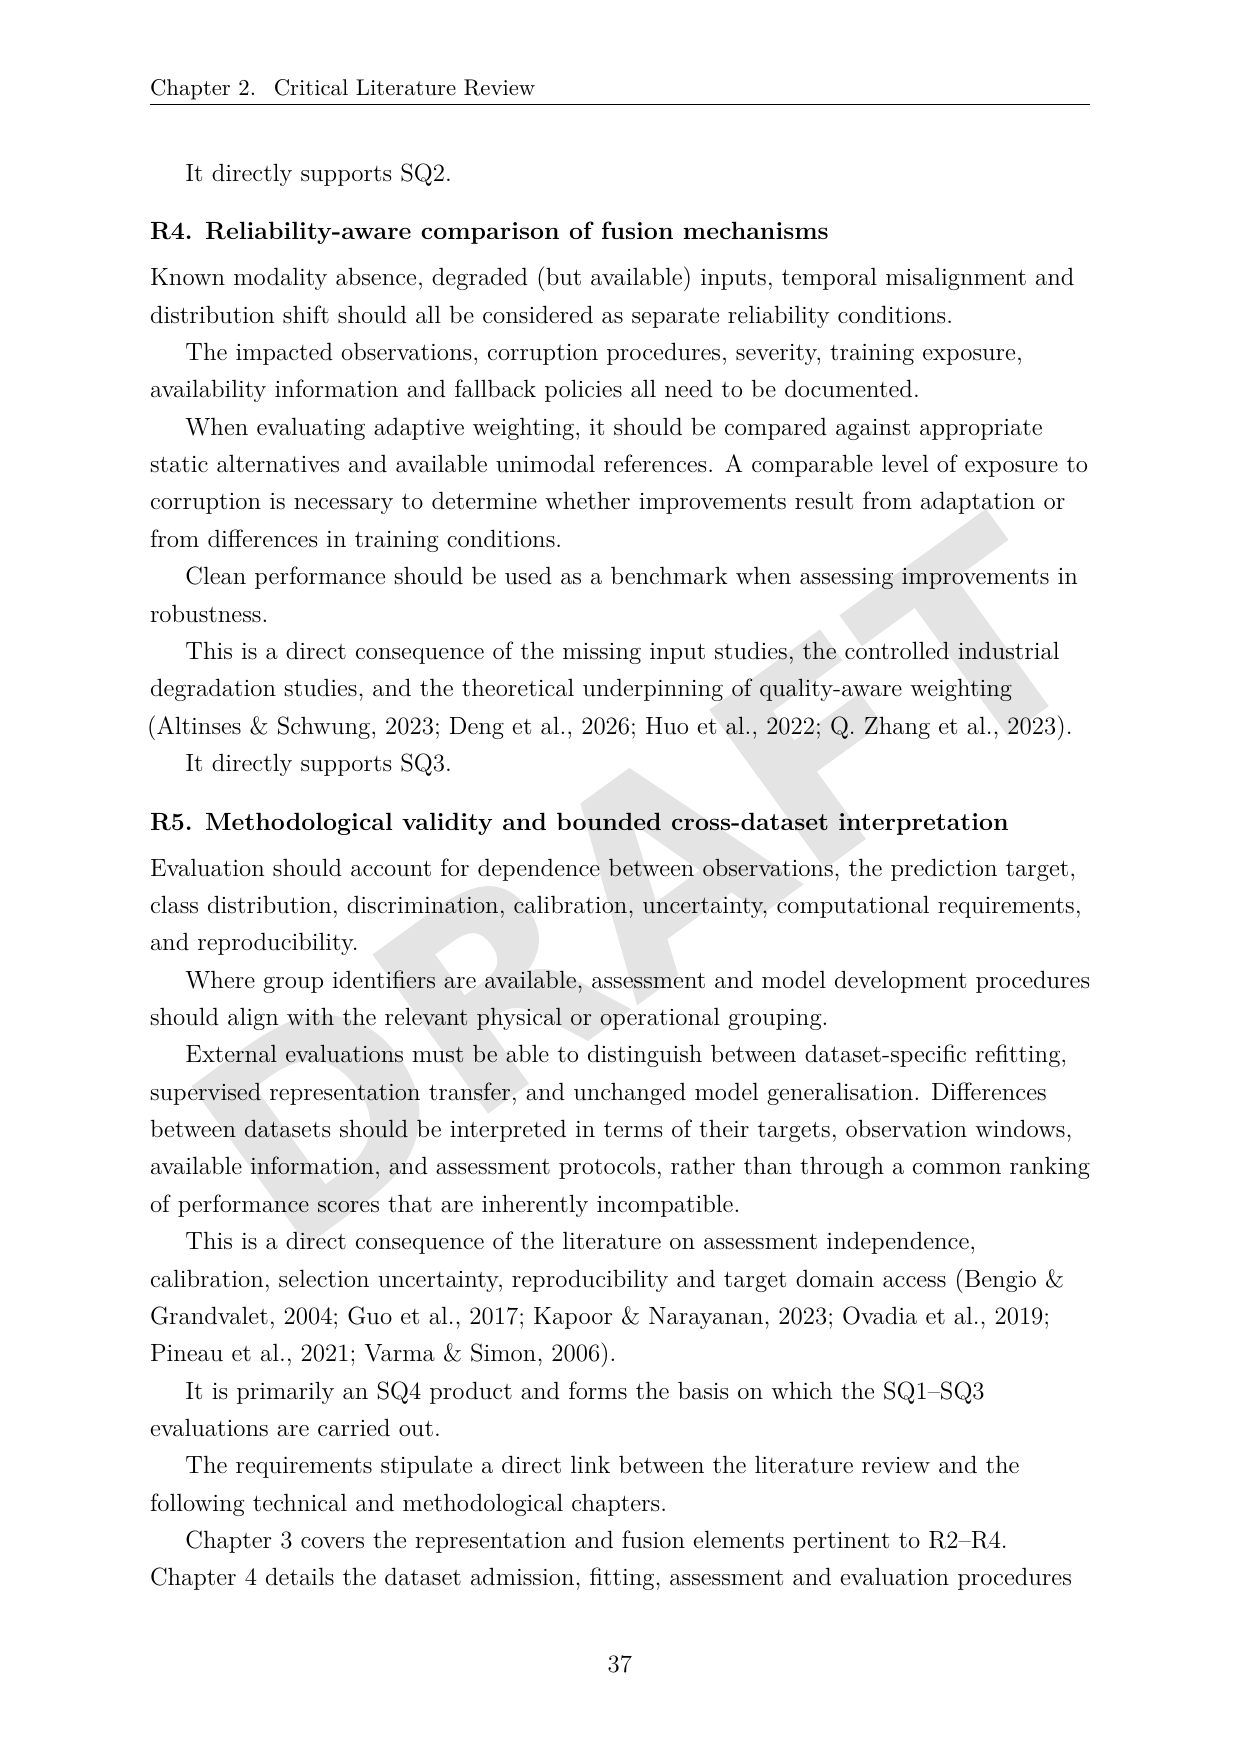 Chapter 2. Critical Literature Review
It directly supports SQ2.
R4. Reliability-aware comparison of fusion mechanisms
Known modality absence, degraded (but available) inputs, temporal misalignment and
distribution shift should all be considered as separate reliability conditions.
The impacted observations, corruption procedures, severity, training exposure,
availability information and fallback policies all need to be documented.
When evaluating adaptive weighting, it should be compared against appropriate
static alternatives and available unimodal references. A comparable level of exposure to
corruption is necessary to determine whether improvements result from adaptation or
from differences in training conditions.
Clean performance should be used as a benchmark when assessing improvements in
robustness.
This is a direct consequence of the missing input studies, the controlled industrial
degradation studies, and the theoretical underpinning of quality-aware weighting
(Altinses & Schwung, 2023; Deng et al., 2026; Huo et al., 2022; Q. Zhang et al., 2023).
It directly supports SQ3.
R5. Methodological validity and bounded cross-dataset interpretation
Evaluation should account for dependence between observations, the prediction target,
class distribution, discrimination, calibration, uncertainty, computational requirements,
and reproducibility.
Where group identifiers are available, assessment and model development procedures
should align with the relevant physical or operational grouping.
External evaluations must be able to distinguish between dataset-specific refitting,
supervised representation transfer, and unchanged model generalisation. Differences
between datasets should be interpreted in terms of their targets, observation windows,
available information, and assessment protocols, rather than through a common ranking
of performance scores that are inherently incompatible.
This is a direct consequence of the literature on assessment independence,
calibration, selection uncertainty, reproducibility and target domain access (Bengio &
Grandvalet, 2004; Guo et al., 2017; Kapoor & Narayanan, 2023; Ovadia et al., 2019;
Pineau et al., 2021; Varma & Simon, 2006).
It is primarily an SQ4 product and forms the basis on which the SQ1–SQ3
evaluations are carried out.
The requirements stipulate a direct link between the literature review and the
following technical and methodological chapters.
Chapter 3 covers the representation and fusion elements pertinent to R2–R4.
Chapter 4 details the dataset admission, fitting, assessment and evaluation procedures
37
DRAFT